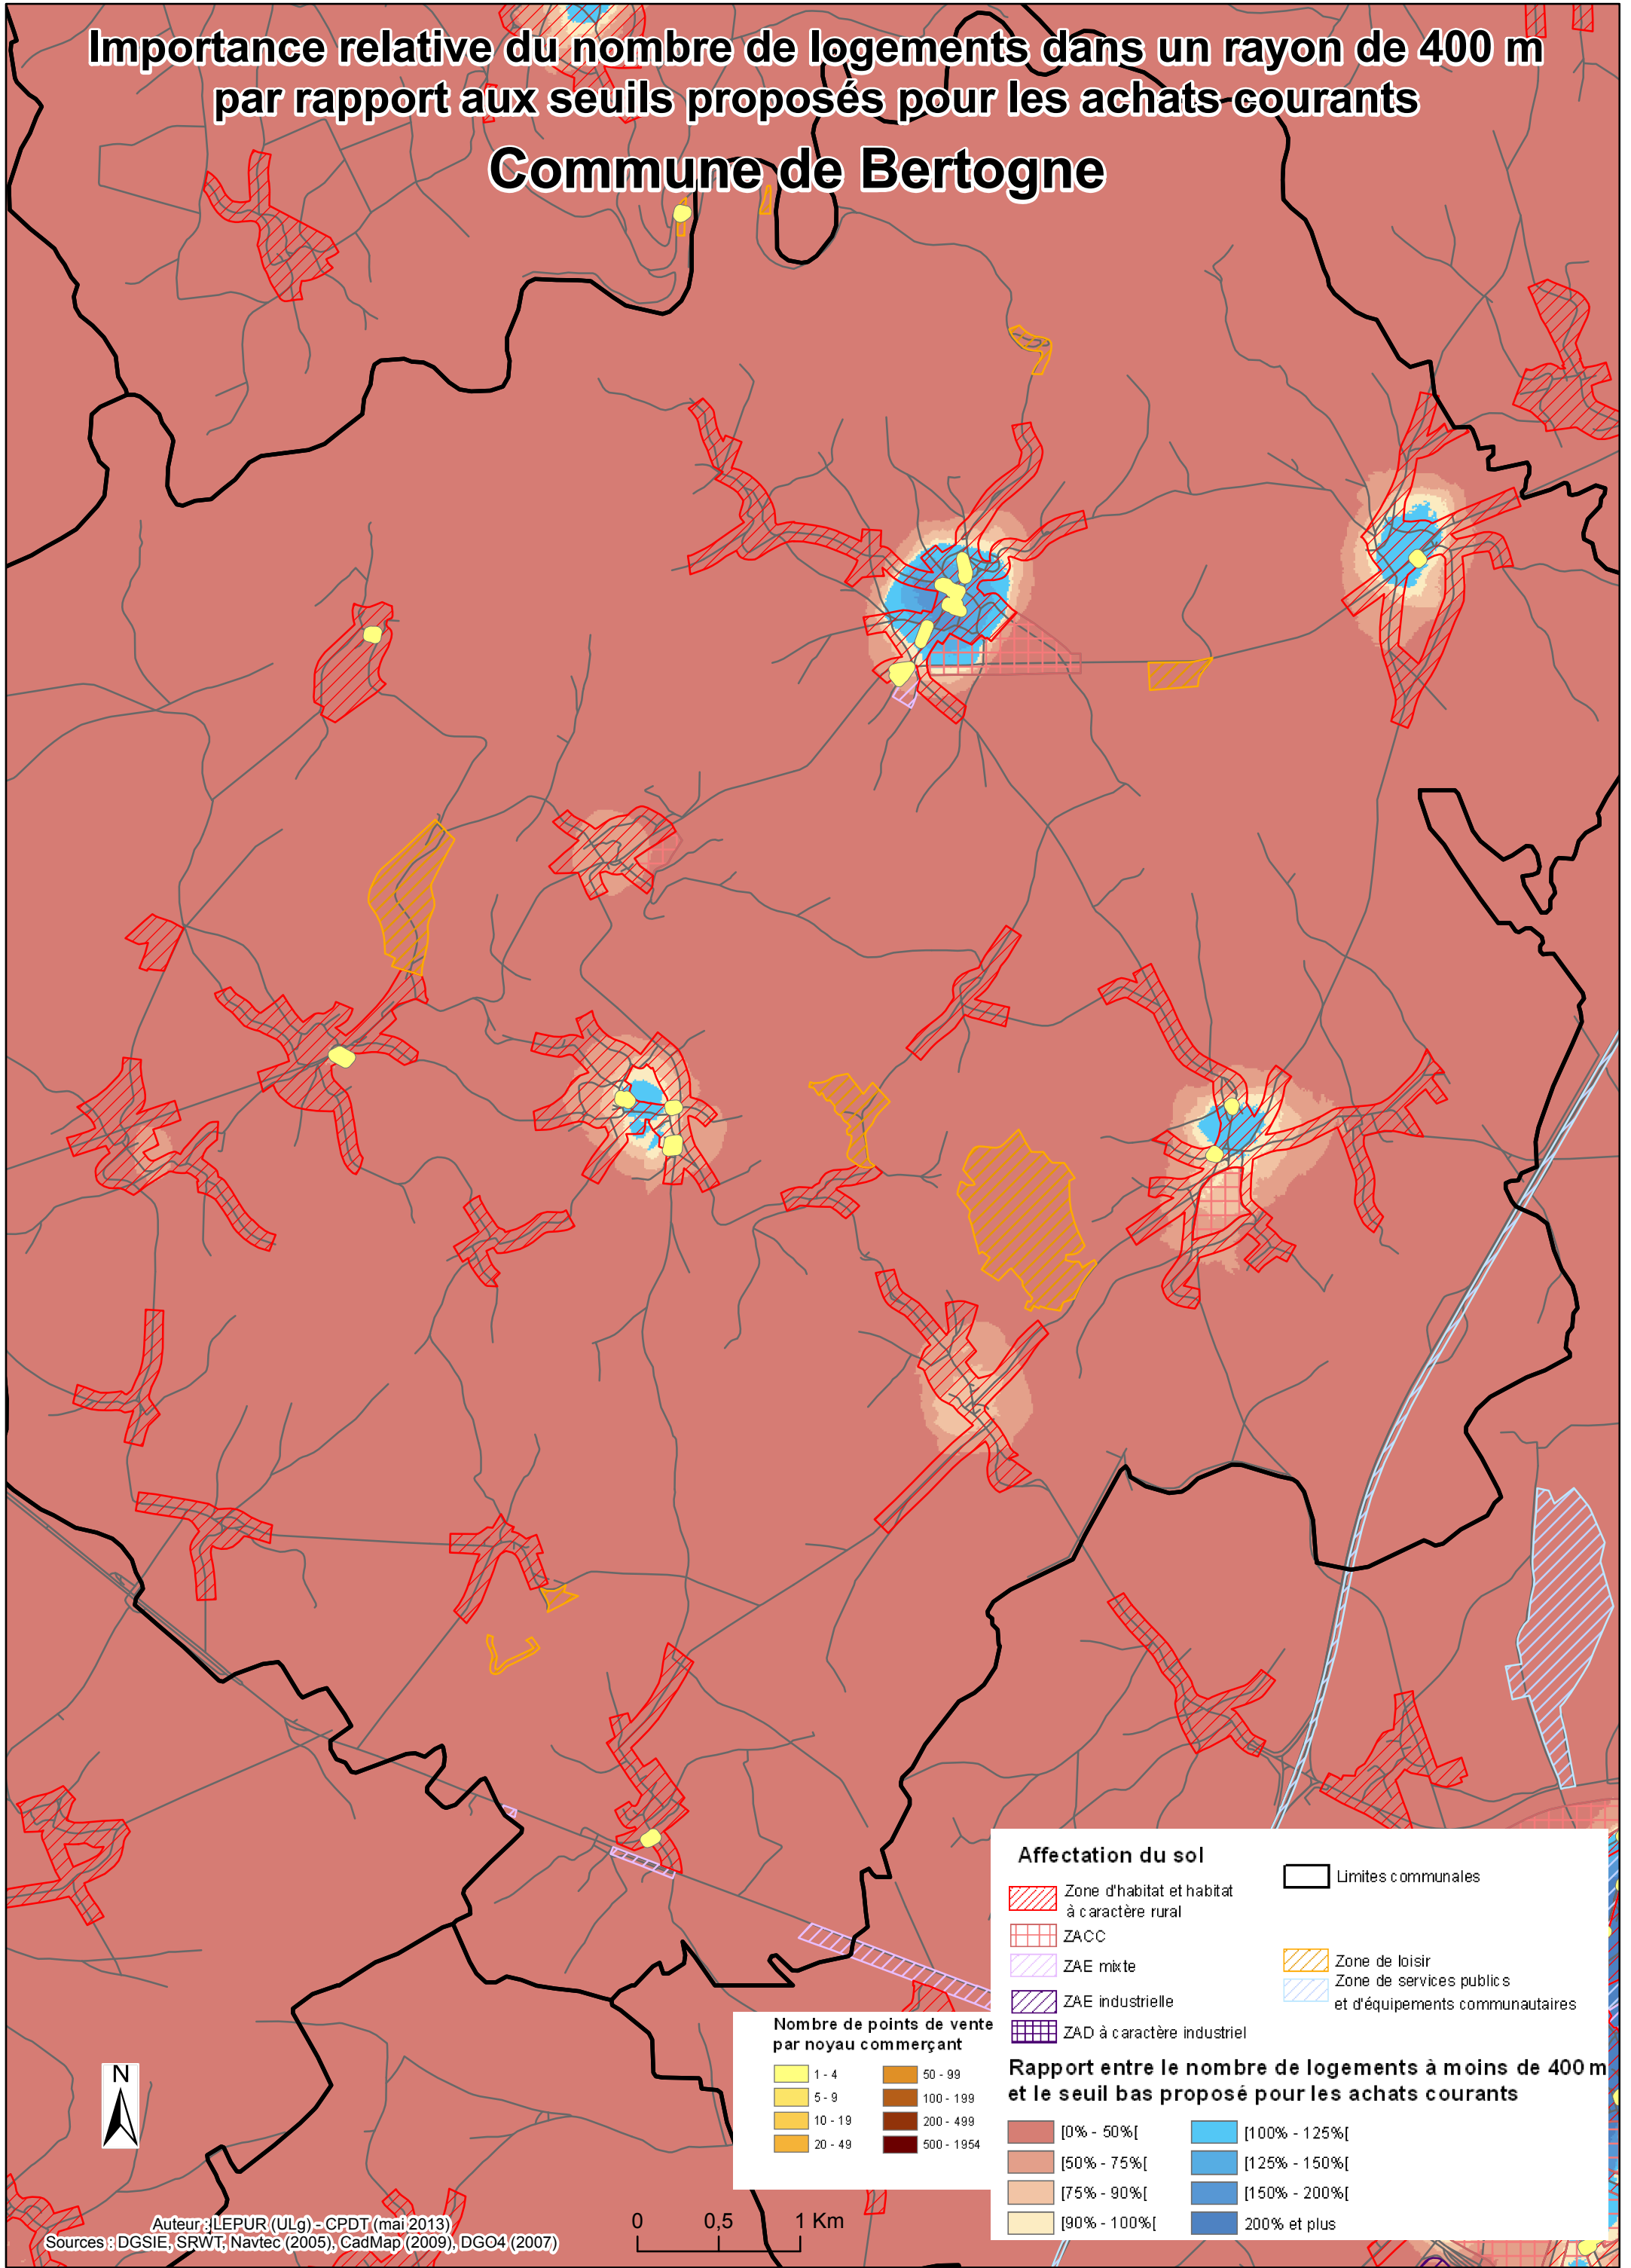 Importance relative du nombre de logements dans un rayon de 400 m
par rapport aux seuils proposés pour les achats courants
Commune de Bertogne
Affectation du sol
Zone d'habitat et habitat
à caractère rural
ZACC
ZAE mixte
ZAE industrielle
ZAD à caractère industriel
Limites communales
Zone de loisir
Zone de services publics
et d'équipements communautaires
Nombre de points de vente
par noyau commerçant
1 - 4
5 - 9
10 - 19
20 - 49
50 - 99
100 - 199
200 - 499
500 - 1954
Rapport entre le nombre de logements à moins de 400 m
et le seuil bas proposé pour les achats courants
[0% - 50%[
[50% - 75%[
[75% - 90%[
[90% - 100%[
[100% - 125%[
[125% - 150%[
[150% - 200%[
200% et plus
N
Auteur : LEPUR (ULg) - CPDT (mai 2013)
Sources : DGSIE, SRWT, Navtec (2005), CadMap (2009), DGO4 (2007)
0 0,5 1 Km